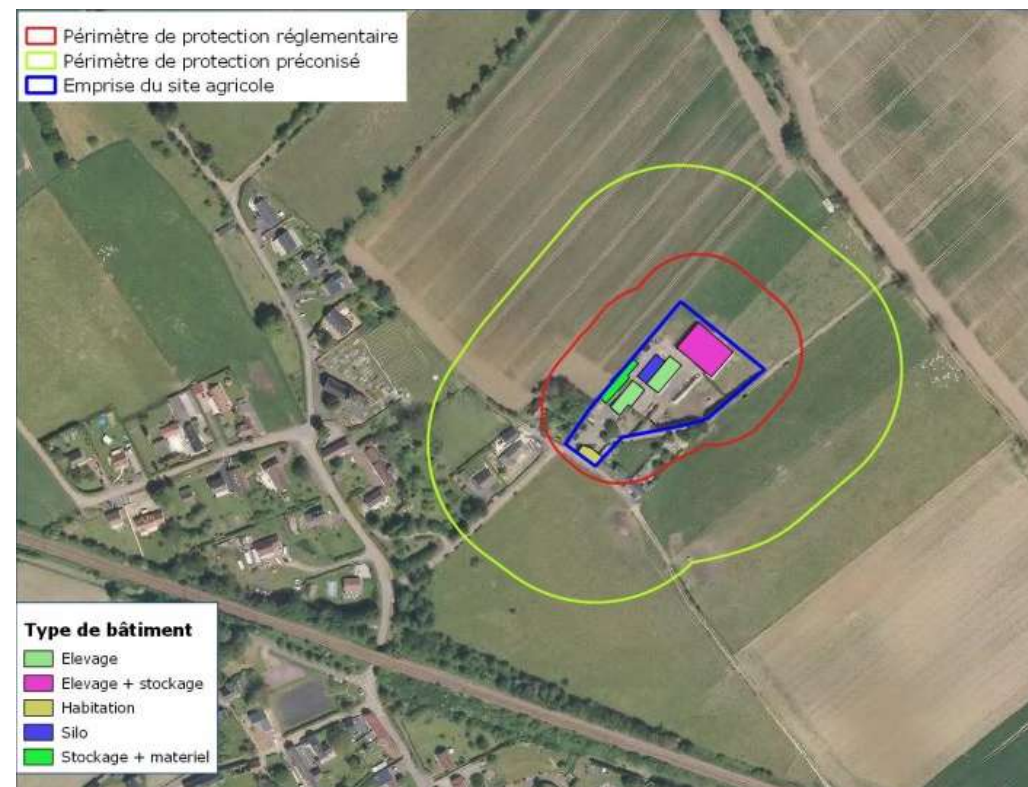 Périmètre de protection réglementaire
Périmètre de protection préconisé
Emprise du site agricole
Type de bâtiment
Elevage
Elevage + stockage
Habitation
Silo
Stockage + materiel